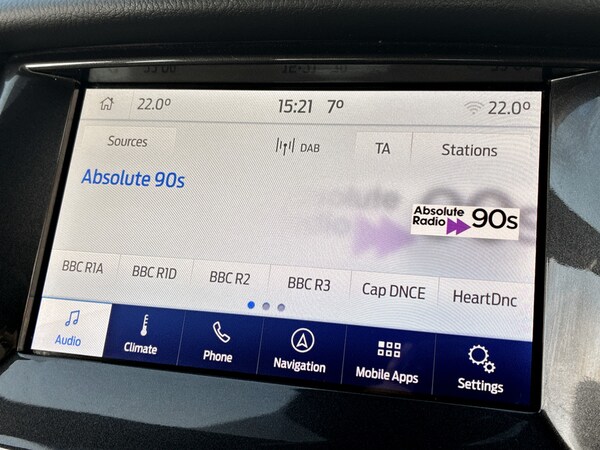 22.0° 15:21 7° 22.0°
Sources DAB TA Stations
Absolute 90s
Absolute
Radio 90s
BBC R1A BBC R1D BBC R2 BBC R3 Cap DNCE HeartDnc
Audio Climate Phone Navigation Mobile Apps Settings